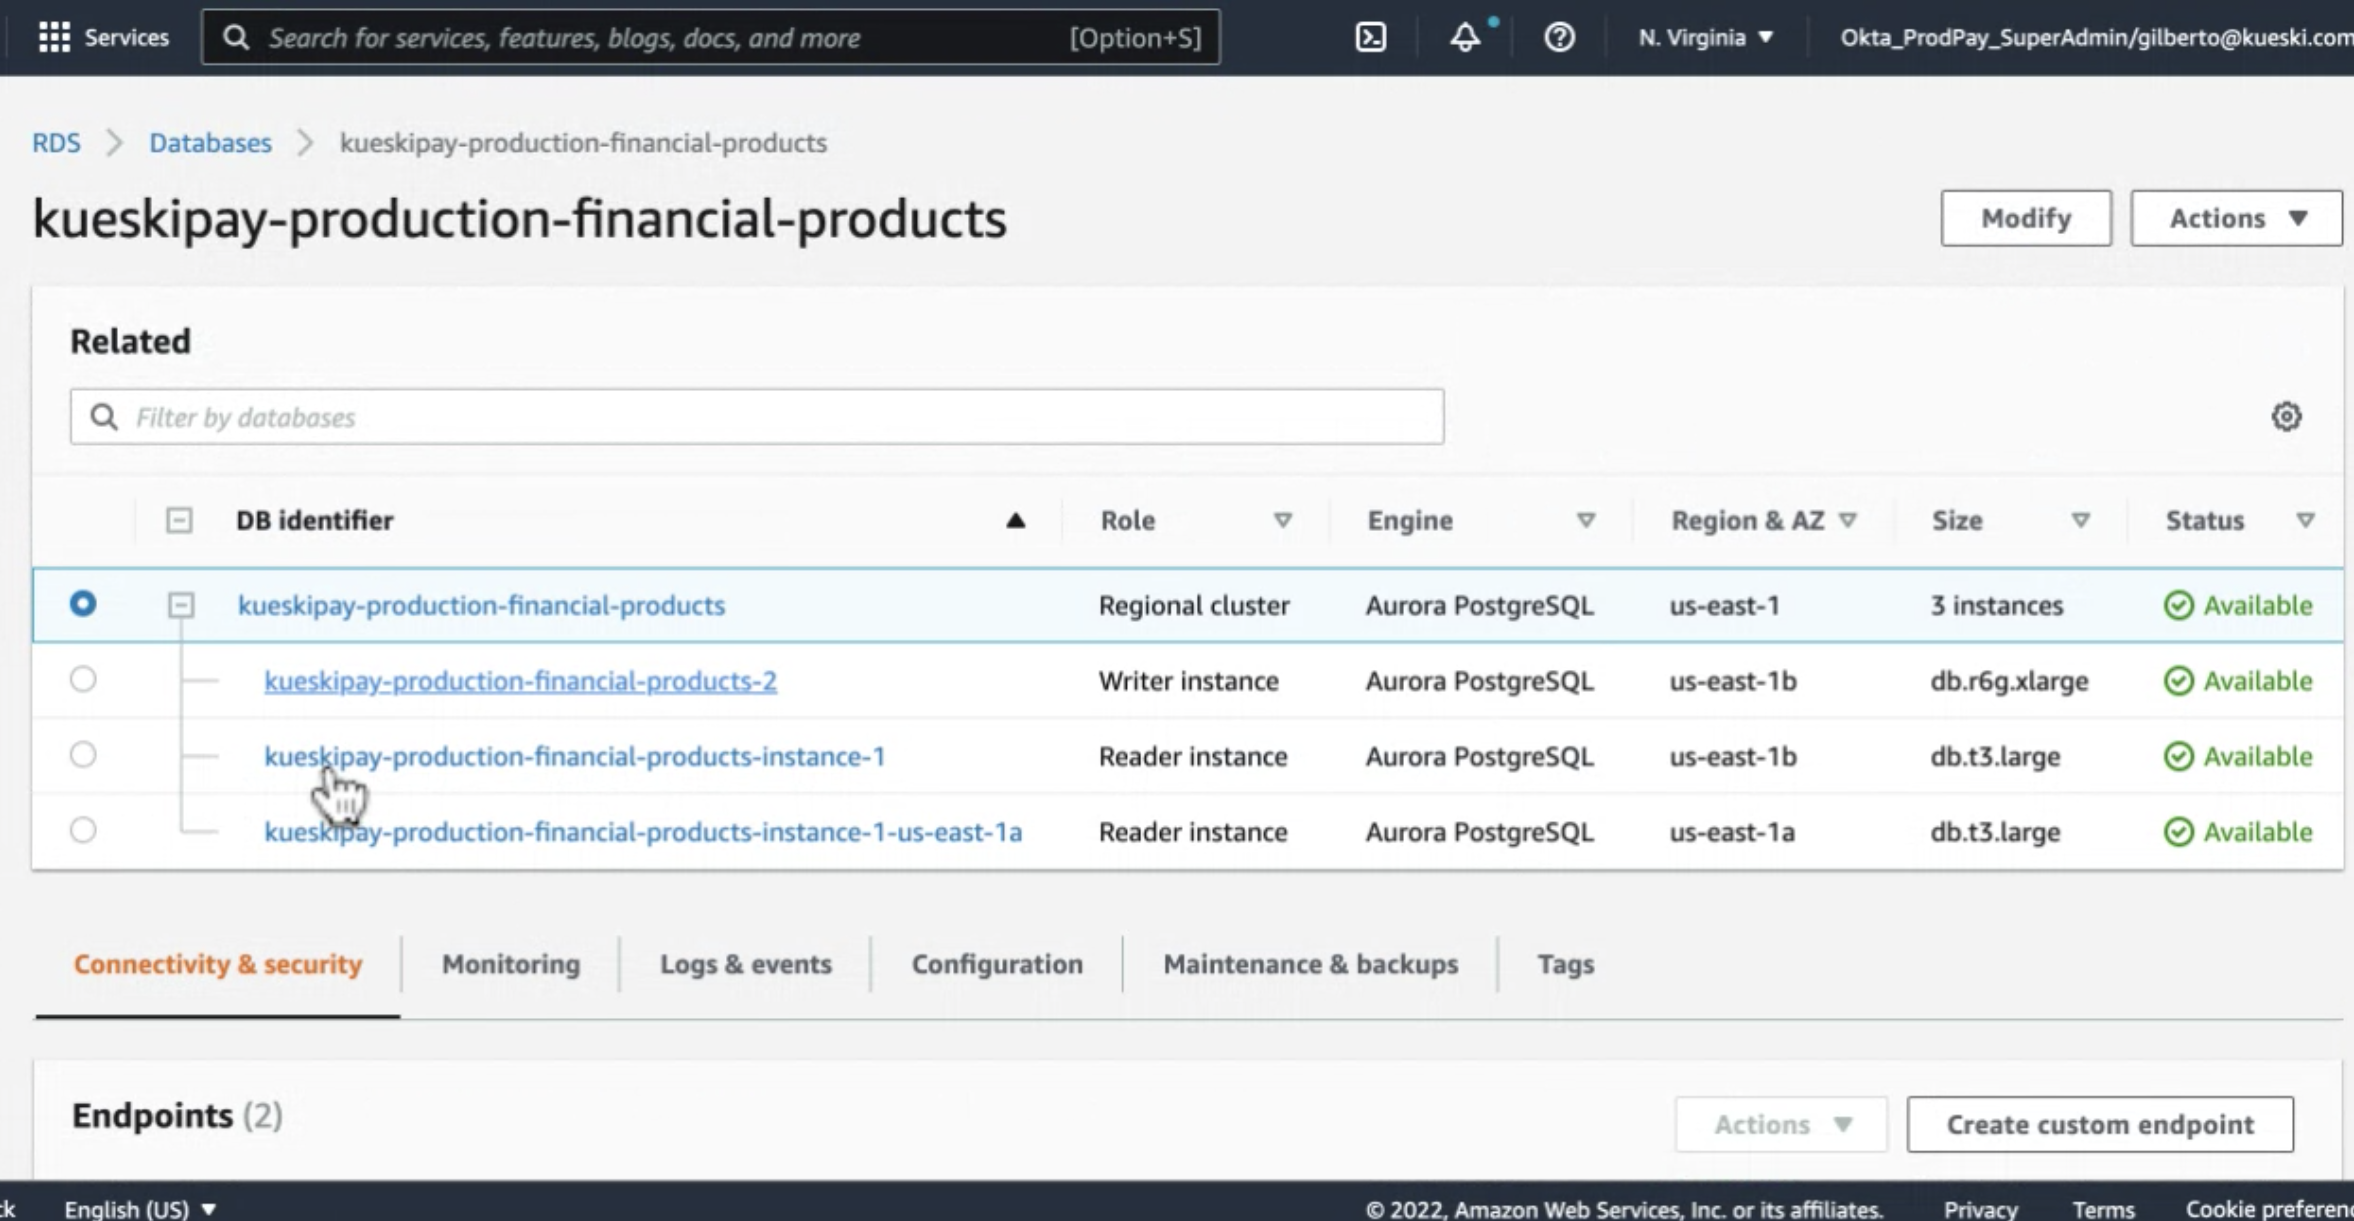 Services
Search for services, features, blogs, docs, and more
[Option+S]
N. Virginia ▼
Okta_ProdPay_SuperAdmin/gilberto@kueski.com
RDS > Databases > kueskipay-production-financial-products
kueskipay-production-financial-products
Modify
Actions ▼
Related
Filter by databases
DB identifier ▲ Role Engine Region & AZ Size Status
kueskipay-production-financial-products Regional cluster Aurora PostgreSQL us-east-1 3 instances Available
kueskipay-production-financial-products-2 Writer instance Aurora PostgreSQL us-east-1b db.r6g.xlarge Available
kueskipay-production-financial-products-instance-1 Reader instance Aurora PostgreSQL us-east-1b db.t3.large Available
kueskipay-production-financial-products-instance-1-us-east-1a Reader instance Aurora PostgreSQL us-east-1a db.t3.large Available
Connectivity & security Monitoring Logs & events Configuration Maintenance & backups Tags
Endpoints (2)
Actions ▼
Create custom endpoint
English (US) ▼
© 2022, Amazon Web Services, Inc. or its affiliates. Privacy Terms Cookie preferenc